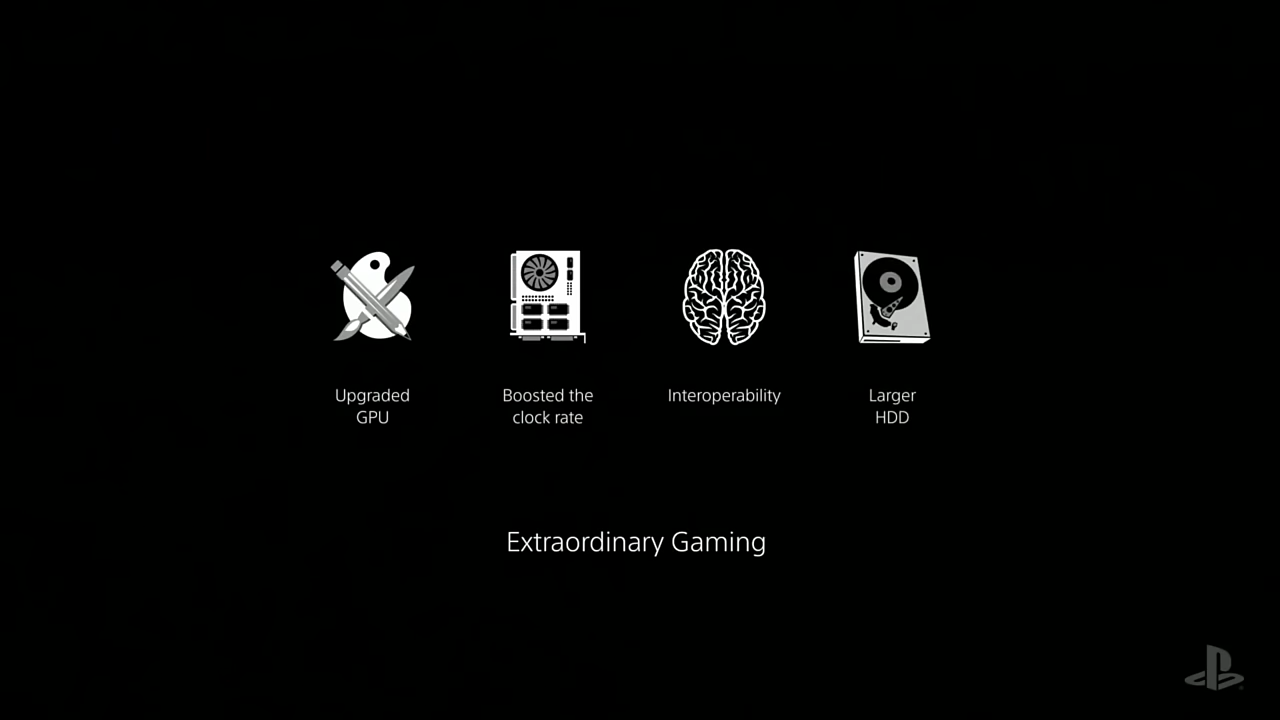 Upgraded
GPU
Boosted the
clock rate
Interoperability
Larger
HDD
Extraordinary Gaming